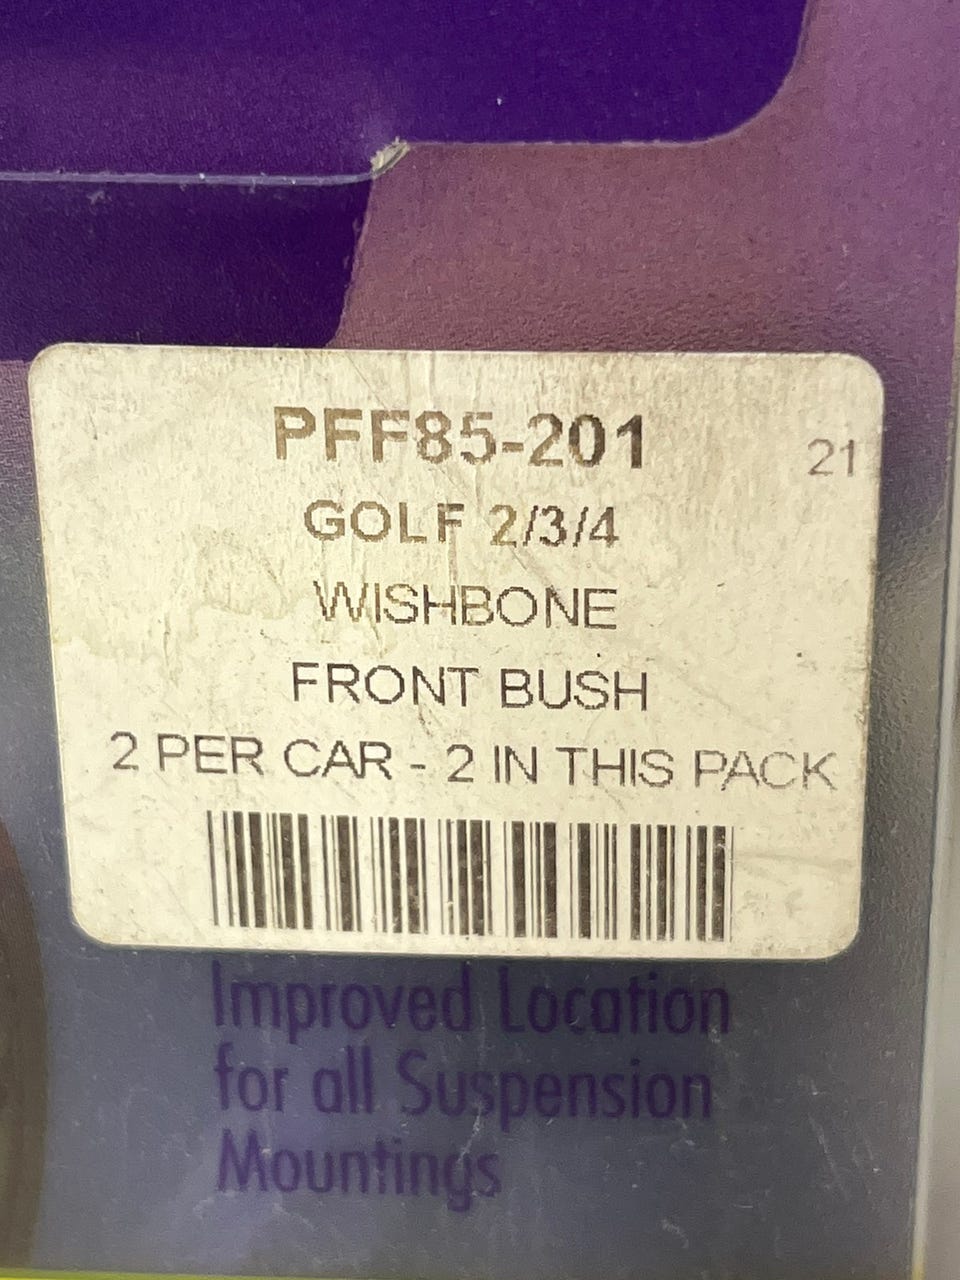 PFF85-201
21
GOLF 2/3/4
WISHBONE
FRONT BUSH
2 PER CAR - 2 IN THIS PACK
Improved Location
for all Suspension
Mountings